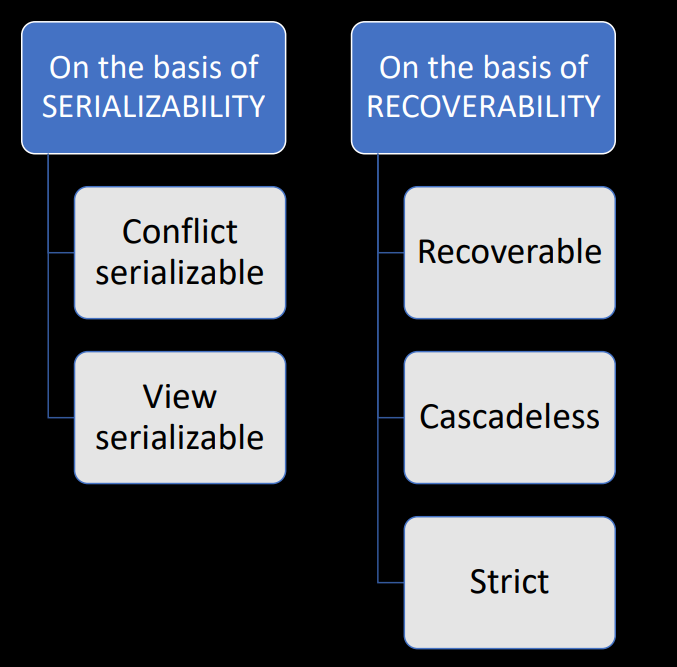 On the basis of
SERIALIZABILITY
Conflict
serializable
View
serializable
On the basis of
RECOVERABILITY
Recoverable
Cascadeless
Strict